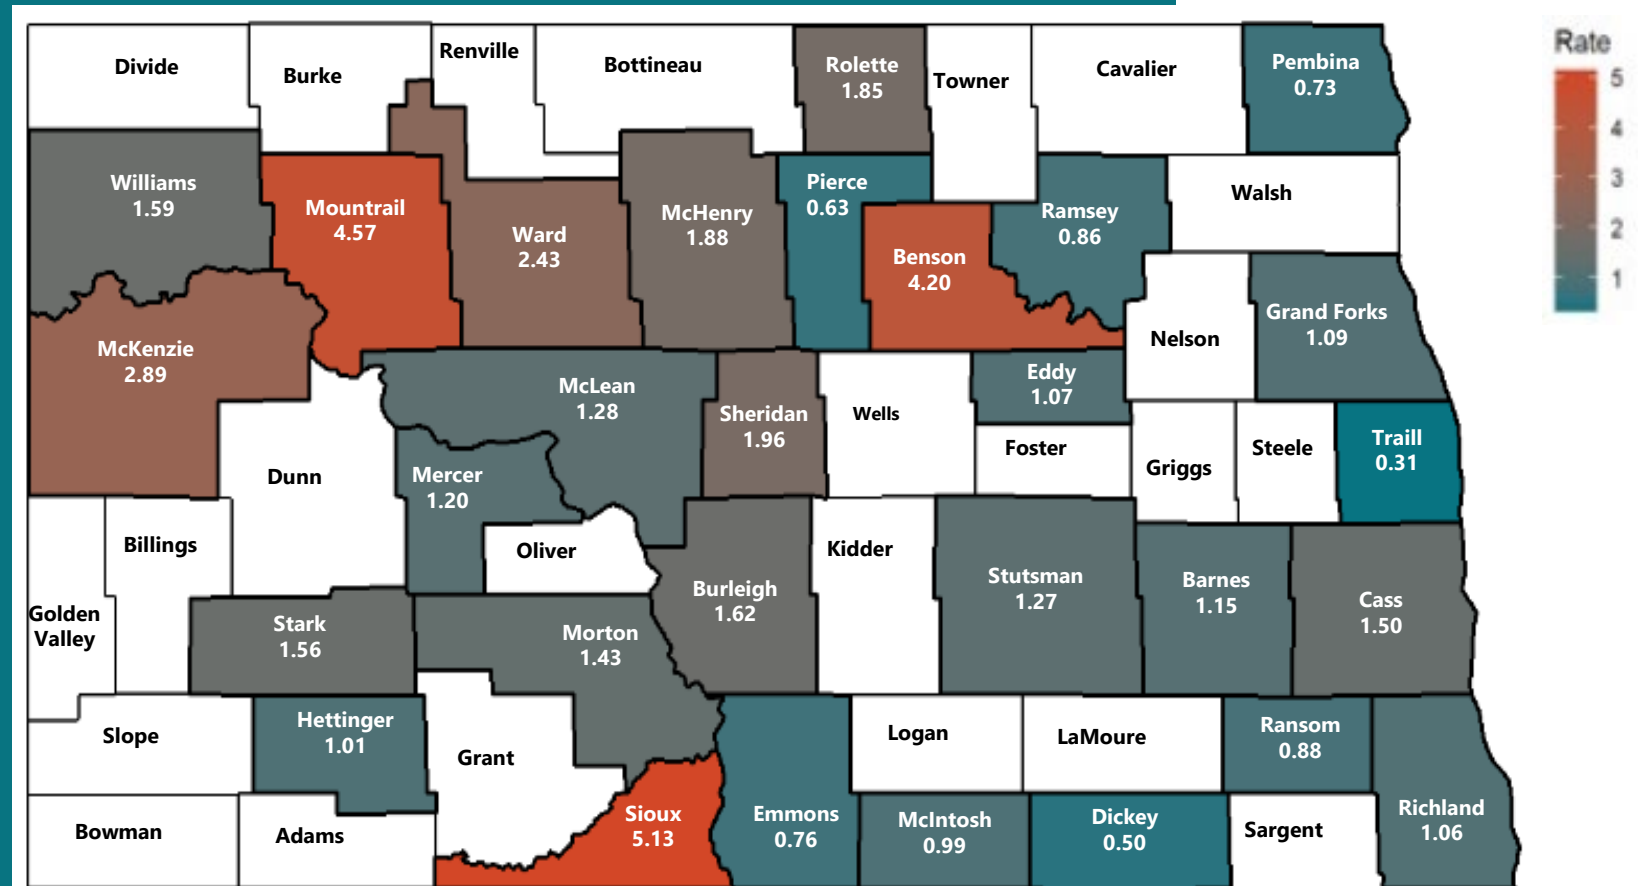 Divide
Burke
Renville
Bottineau
Rolette
1.85
Towner
Cavalier
Pembina
0.73
Rate
5
4
3
2
1
Williams
1.59
Mountrail
4.57
Ward
2.43
McHenry
1.88
Pierce
0.63
Benson
4.20
Ramsey
0.86
Walsh
Nelson
Grand Forks
1.09
McKenzie
2.89
Dunn
McLean
1.28
Mercer
1.20
Sheridan
1.96
Wells
Eddy
1.07
Foster
Griggs
Steele
Traill
0.31
Golden
Valley
Billings
Stark
1.56
Oliver
Morton
1.43
Burleigh
1.62
Kidder
Stutsman
1.27
Barnes
1.15
Cass
1.50
Slope
Hettinger
1.01
Grant
Logan
LaMoure
Ransom
0.88
Bowman
Adams
Sioux
5.13
Emmons
0.76
McIntosh
0.99
Dickey
0.50
Sargent
Richland
1.06